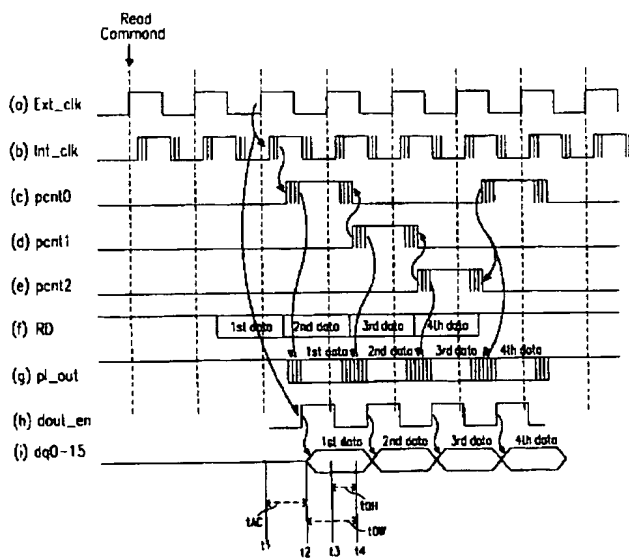 Read
Command
(a) Ext_clk
(b) Int_clk
(c) pcnt0
(d) pcnt1
(e) pcnt2
(f) RD
1st data 2nd data 3rd data 4th data
1st data 2nd data 3rd data 4th data
(g) pl_out
(h) dout_en
1st data 2nd data 3rd data 4th data
(i) dq0-15
tOH
tAC
tOW
t1 t2 t3 t4